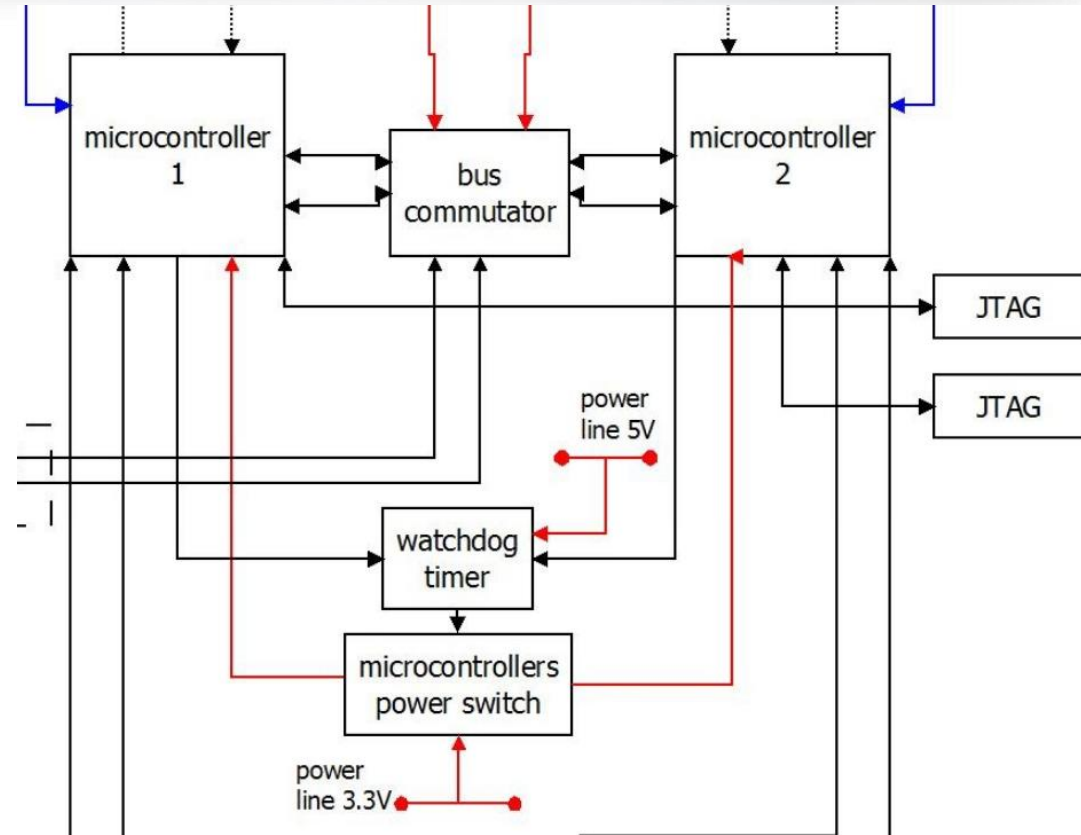 microcontroller
1
bus
commutator
microcontroller
2
JTAG
JTAG
power
line 5V
watchdog
timer
microcontrollers
power switch
power
line 3.3V